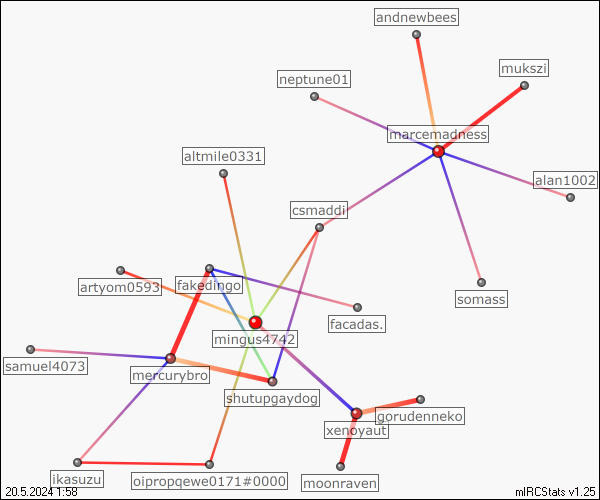 andnewbees
mukszi
neptune01
marcemadness
altmile0331
alan1002
csmaddi
artyom0593
fakedingo
somass
facadas.
mingus4742
samuel4073
mercurybro
shutupgaydog
gorudenneko
xenoyaut
ikasuzu
oipropqewe0171#0000
moonraven
20.5.2024 1:58
mIRCStats v1.25